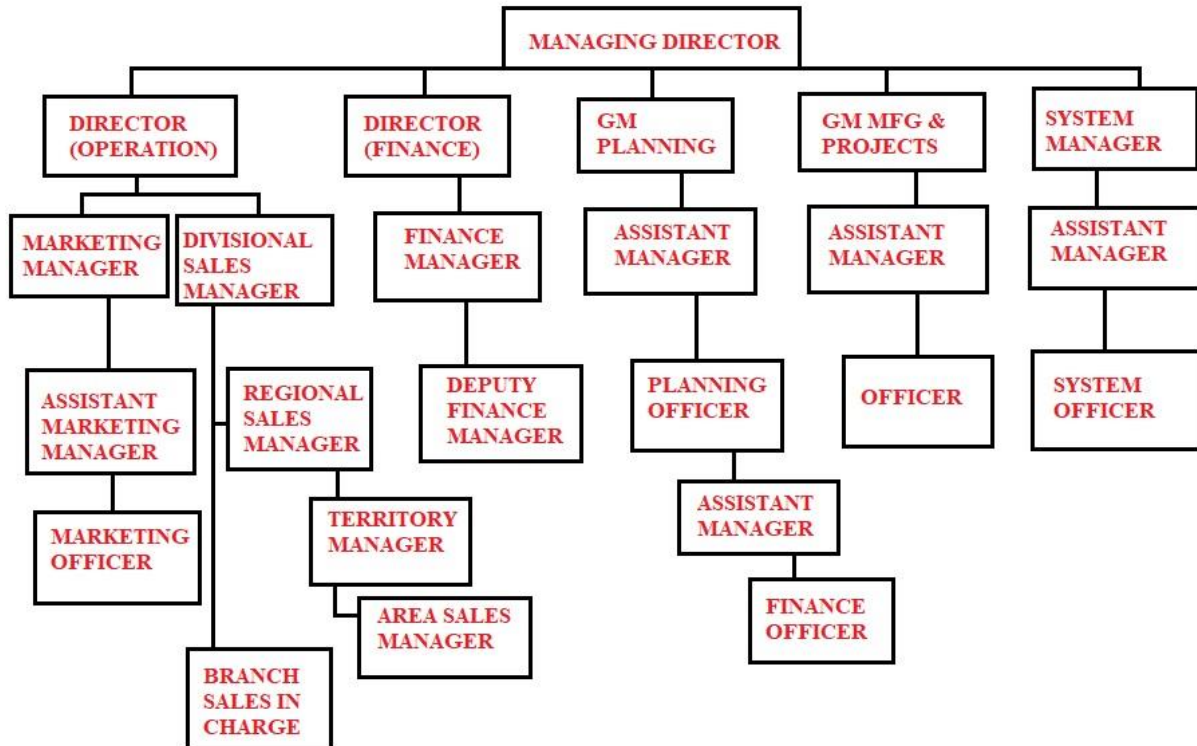 MANAGING DIRECTOR
DIRECTOR
(OPERATION)
DIRECTOR
(FINANCE)
GM
PLANNING
GM MFG &
PROJECTS
SYSTEM
MANAGER
MARKETING
MANAGER
DIVISIONAL
SALES
MANAGER
FINANCE
MANAGER
ASSISTANT
MANAGER
ASSISTANT
MANAGER
ASSISTANT
MANAGER
ASSISTANT
MARKETING
MANAGER
REGIONAL
SALES
MANAGER
DEPUTY
FINANCE
MANAGER
PLANNING
OFFICER
OFFICER
SYSTEM
OFFICER
MARKETING
OFFICER
TERRITORY
MANAGER
ASSISTANT
MANAGER
AREA SALES
MANAGER
FINANCE
OFFICER
BRANCH
SALES IN
CHARGE